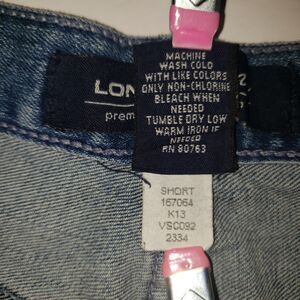 LON
prem
MACHINE
WASH COLD
WITH LIKE COLORS
ONLY NON-CHLORINE
BLEACH WHEN
NEEDED
TUMBLE DRY LOW
WARM IRON IF
NEEDED
RN 80763
SHORT
167064
K13
VSC092
2334